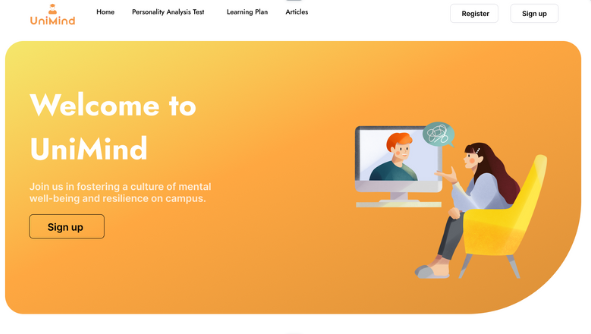 UniMind
Home
Personality Analysis Test
Learning Plan
Articles
Register
Sign up
Welcome to
UniMind
Join us in fostering a culture of mental
well-being and resilience on campus.
Sign up